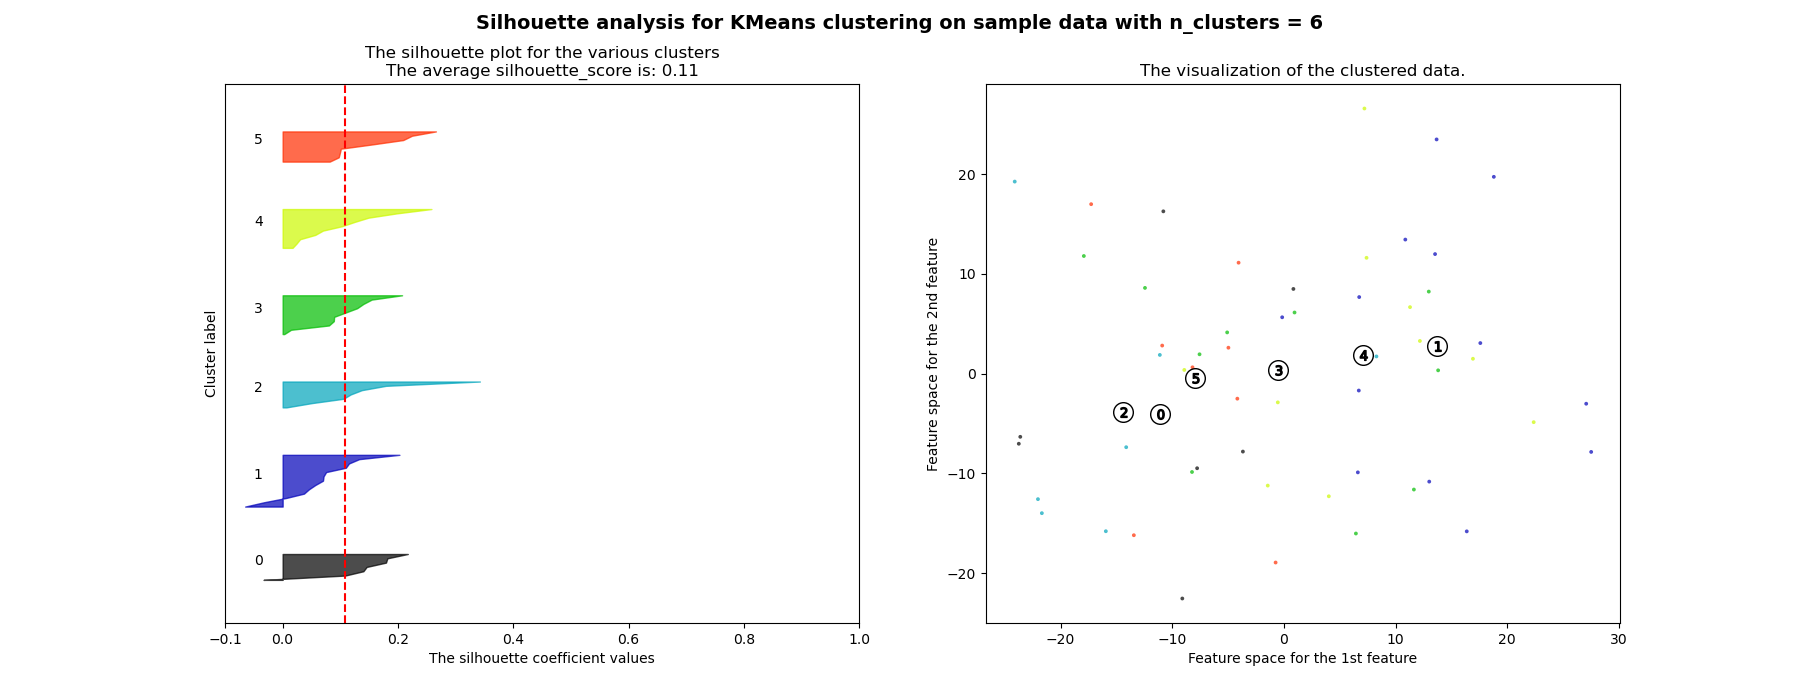 Silhouette analysis for KMeans clustering on sample data with n_clusters = 6
The silhouette plot for the various clusters
The average silhouette_score is: 0.11
Cluster label
5
4
3
2
1
0
−0.1 0.0 0.2 0.4 0.6 0.8 1.0
The silhouette coefficient values
The visualization of the clustered data.
Feature space for the 2nd feature
20
10
0
−10
−20
1
4
3
5
2 0
−20 −10 0 10 20 30
Feature space for the 1st feature